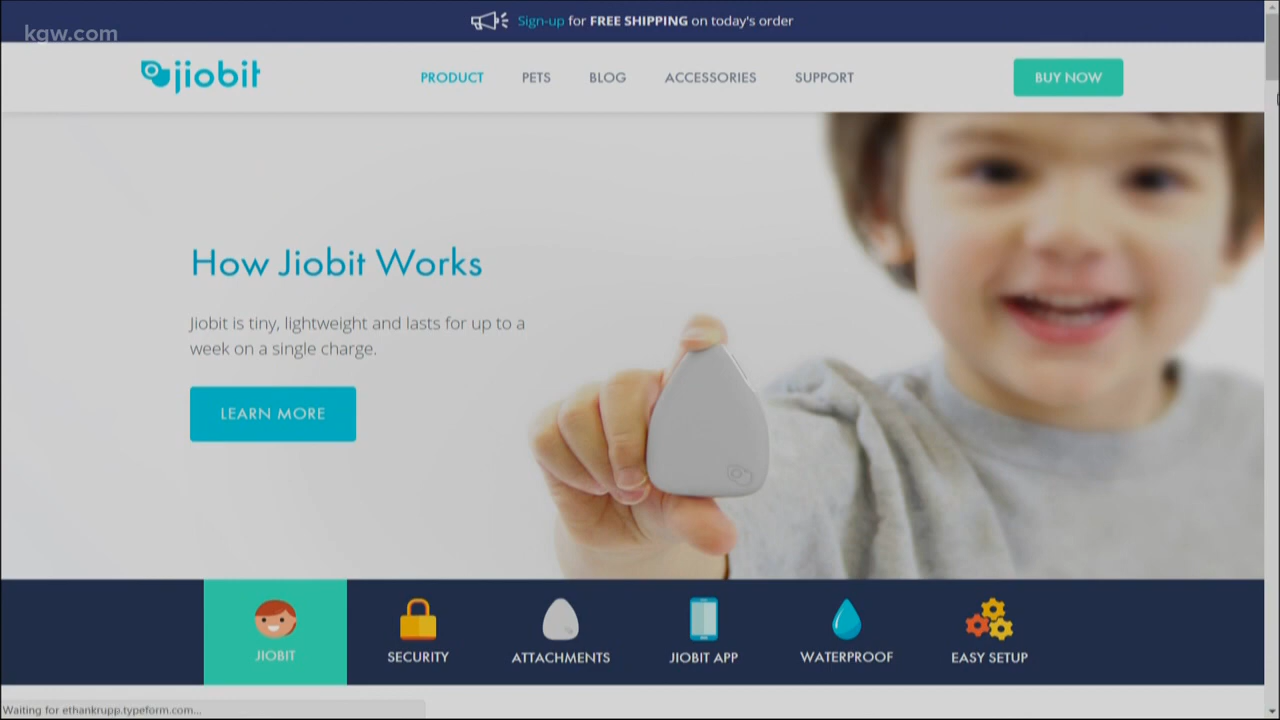 Sign-up for FREE SHIPPING on today's order
kgw.com
jiobit
PRODUCT
PETS
BLOG
ACCESSORIES
SUPPORT
BUY NOW
How Jiobit Works
Jiobit is tiny, lightweight and lasts for up to a
week on a single charge.
LEARN MORE
JIOBIT
SECURITY
ATTACHMENTS
JIOBIT APP
WATERPROOF
EASY SETUP
Waiting for ethankrupp.typeform.com...